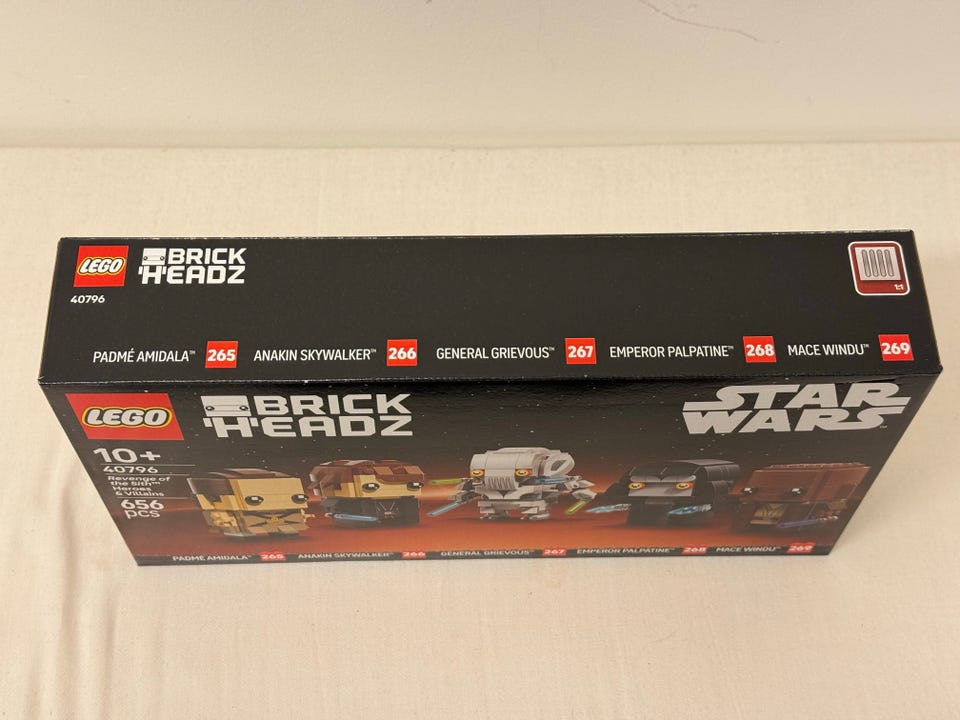 LEGO BRICK HEADZ
40796
1:1
PADMÉ AMIDALA™ 265 ANAKIN SKYWALKER™ 266 GENERAL GRIEVOUS™ 267 EMPEROR PALPATINE™ 268 MACE WINDU™ 269
LEGO BRICK HEADZ
STAR WARS™
10+
40796
Revenge of
the Sith™
Heroes
& Villains
656
pcs
PADMÉ AMIDALA™ 265 ANAKIN SKYWALKER™ 266 GENERAL GRIEVOUS™ 267 EMPEROR PALPATINE™ 268 MACE WINDU™ 269